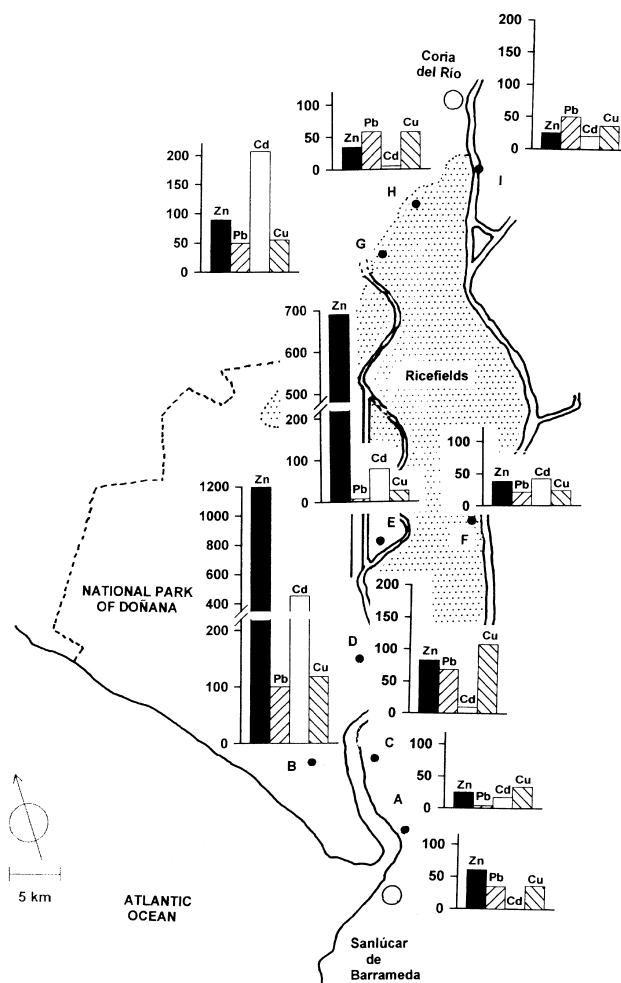 200
150
100
50
0
Zn
Pb
Cd
Cu
Coria
del Río
100
50
0
Zn
Pb
Cd
Cu
200
100
50
0
Zn
Pb
Cd
Cu
H
I
G
700
600
500
200
100
0
Zn
Pb
Cd
Cu
Ricefields
100
50
0
Zn
Pb
Cd
Cu
1200
1000
800
600
400
100
0
Zn
Pb
Cd
Cu
E
F
NATIONAL PARK
OF DOÑANA
200
150
100
50
0
Zn
Pb
Cd
Cu
D
B
C
A
100
50
0
Zn
Pb
Cd
Cu
100
50
0
Zn
Pb
Cd
Cu
5 km
ATLANTIC
OCEAN
Sanlúcar
de
Barrameda